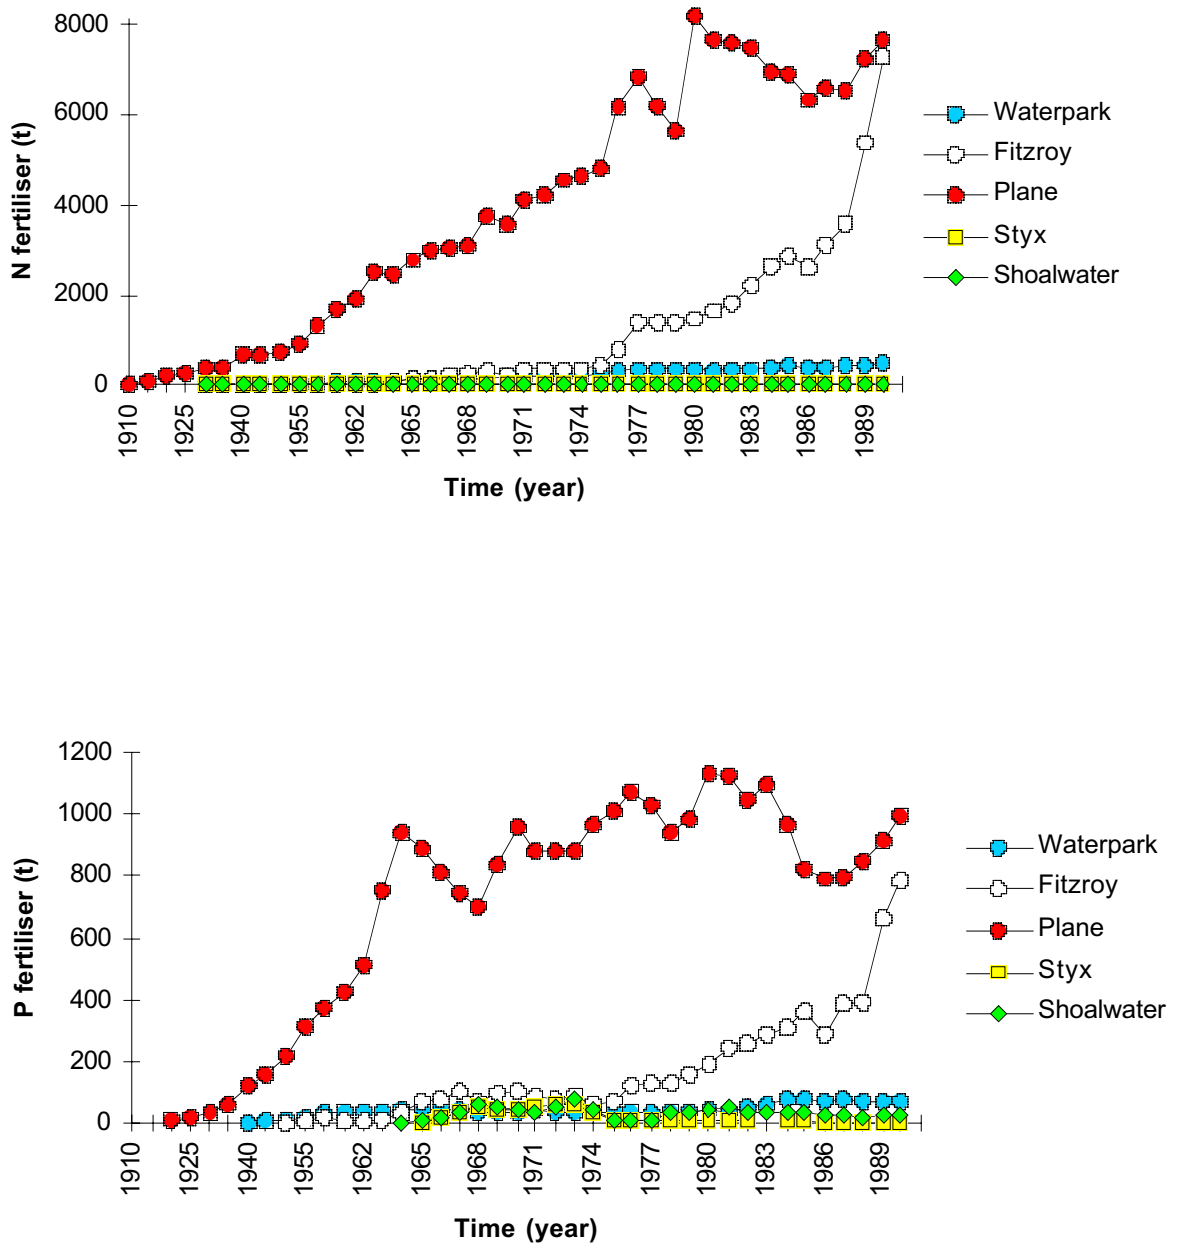 8000
6000
4000
2000
0
N fertiliser (t)
1910
1925
1940
1955
1962
1965
1968
1971
1974
1977
1980
1983
1986
1989
Time (year)
Waterpark
Fitzroy
Plane
Styx
Shoalwater
1200
1000
800
600
400
200
0
P fertiliser (t)
1910
1925
1940
1955
1962
1965
1968
1971
1974
1977
1980
1983
1986
1989
Time (year)
Waterpark
Fitzroy
Plane
Styx
Shoalwater